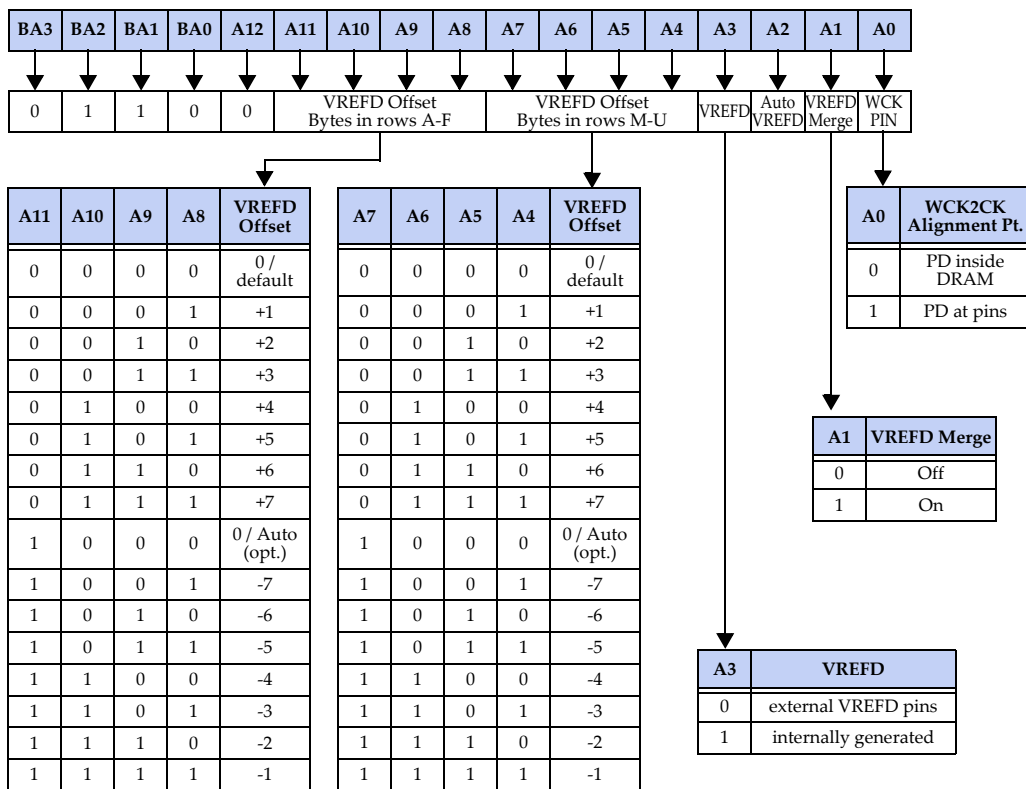 BA3 BA2 BA1 BA0 A12 A11 A10 A9 A8 A7 A6 A5 A4 A3 A2 A1 A0
0 1 1 0 0 VREFD Offset Bytes in rows A-F VREFD Offset Bytes in rows M-U VREFD Auto VREFD VREFD Merge WCK PIN
A11 A10 A9 A8 VREFD Offset
0 0 0 0 0 / default
0 0 0 1 +1
0 0 1 0 +2
0 0 1 1 +3
0 1 0 0 +4
0 1 0 1 +5
0 1 1 0 +6
0 1 1 1 +7
1 0 0 0 0 / Auto (opt.)
1 0 0 1 -7
1 0 1 0 -6
1 0 1 1 -5
1 1 0 0 -4
1 1 0 1 -3
1 1 1 0 -2
1 1 1 1 -1
A7 A6 A5 A4 VREFD Offset
0 0 0 0 0 / default
0 0 0 1 +1
0 0 1 0 +2
0 0 1 1 +3
0 1 0 0 +4
0 1 0 1 +5
0 1 1 0 +6
0 1 1 1 +7
1 0 0 0 0 / Auto (opt.)
1 0 0 1 -7
1 0 1 0 -6
1 0 1 1 -5
1 1 0 0 -4
1 1 0 1 -3
1 1 1 0 -2
1 1 1 1 -1
A0 WCK2CK Alignment Pt.
0 PD inside DRAM
1 PD at pins
A1 VREFD Merge
0 Off
1 On
A3 VREFD
0 external VREFD pins
1 internally generated